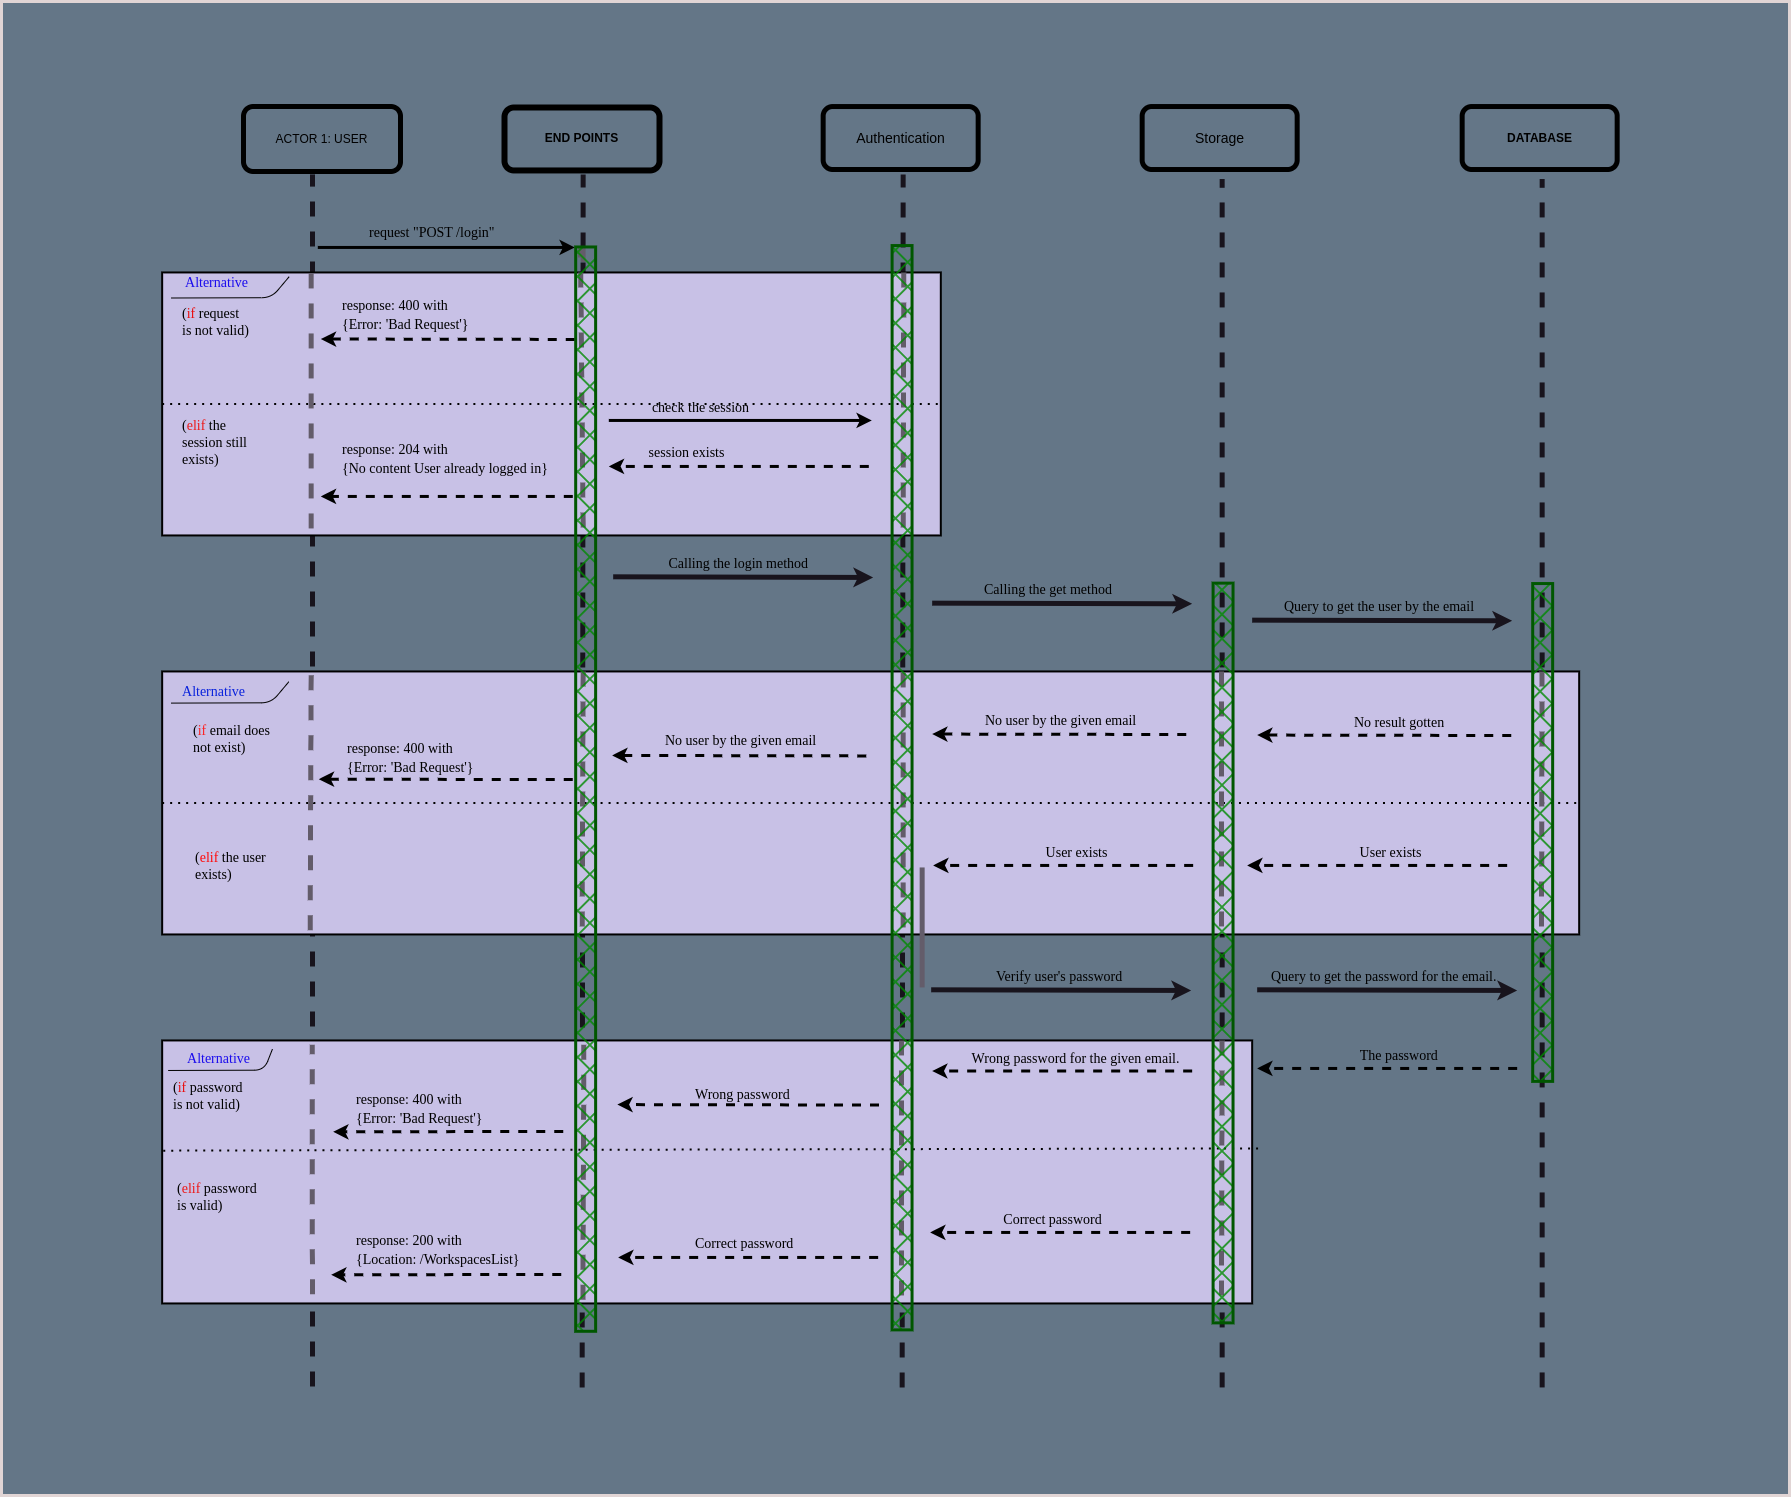 ACTOR 1: USER
END POINTS
Authentication
Storage
DATABASE
request "POST /login"
Alternative
(if request
is not valid)
response: 400 with
{Error: 'Bad Request'}
check the session
(elif the
session still
exists)
response: 204 with
{No content User already logged in}
session exists
Calling the login method
Calling the get method
Query to get the user by the email
Alternative
(if email does
not exist)
response: 400 with
{Error: 'Bad Request'}
No user by the given email
No user by the given email
No result gotten
(elif the user
exists)
User exists
User exists
Verify user's password
Query to get the password for the email.
Alternative
(if password
is not valid)
response: 400 with
{Error: 'Bad Request'}
Wrong password
Wrong password for the given email.
The password
(elif password
is valid)
response: 200 with
{Location: /WorkspacesList}
Correct password
Correct password